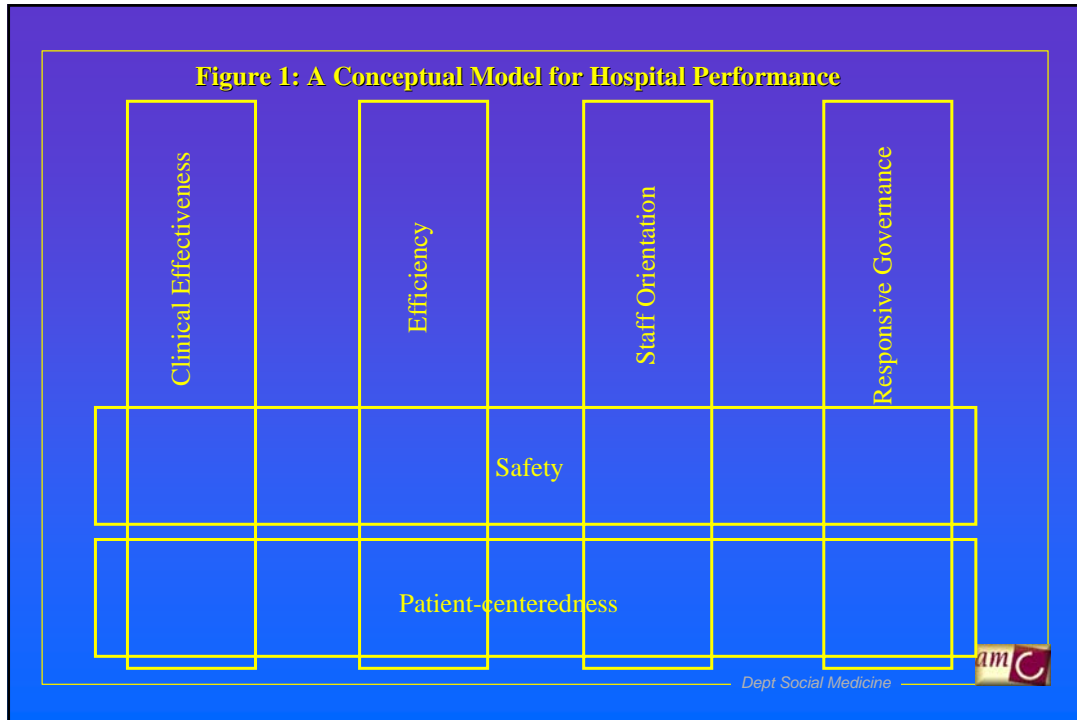 Figure 1: A Conceptual Model for Hospital Performance
Clinical Effectiveness
Efficiency
Staff Orientation
Responsive Governance
Safety
Patient-centeredness
Dept Social Medicine
amc